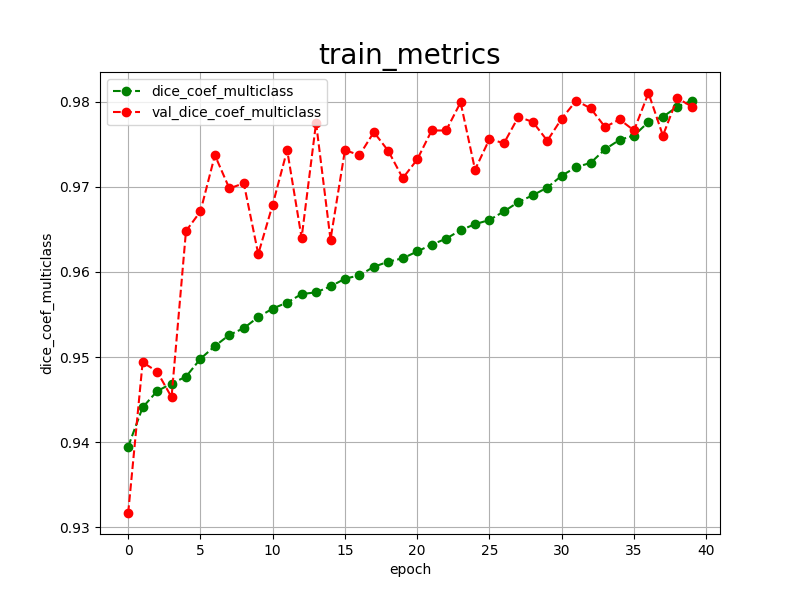 train_metrics
dice_coef_multiclass
val_dice_coef_multiclass
dice_coef_multiclass
0.98
0.97
0.96
0.95
0.94
0.93
0 5 10 15 20 25 30 35 40
epoch